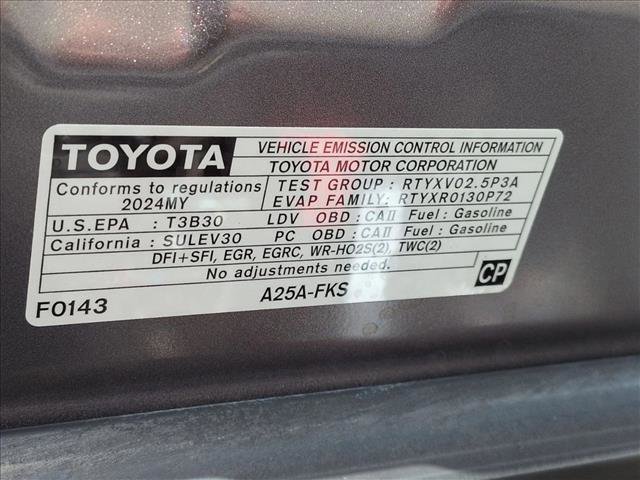 TOYOTA
VEHICLE EMISSION CONTROL INFORMATION
TOYOTA MOTOR CORPORATION
Conforms to regulations
2024MY
TEST GROUP : RTYXV02.5P3A
EVAP FAMILY: RTYXR0130P72
U.S.EPA : T3B30 LDV OBD : CAII Fuel : Gasoline
California : SULEV30 PC OBD : CAII Fuel : Gasoline
DFI+SFI, EGR, EGRC, WR-HO2S(2), TWC(2)
No adjustments needed.
CP
F0143
A25A-FKS